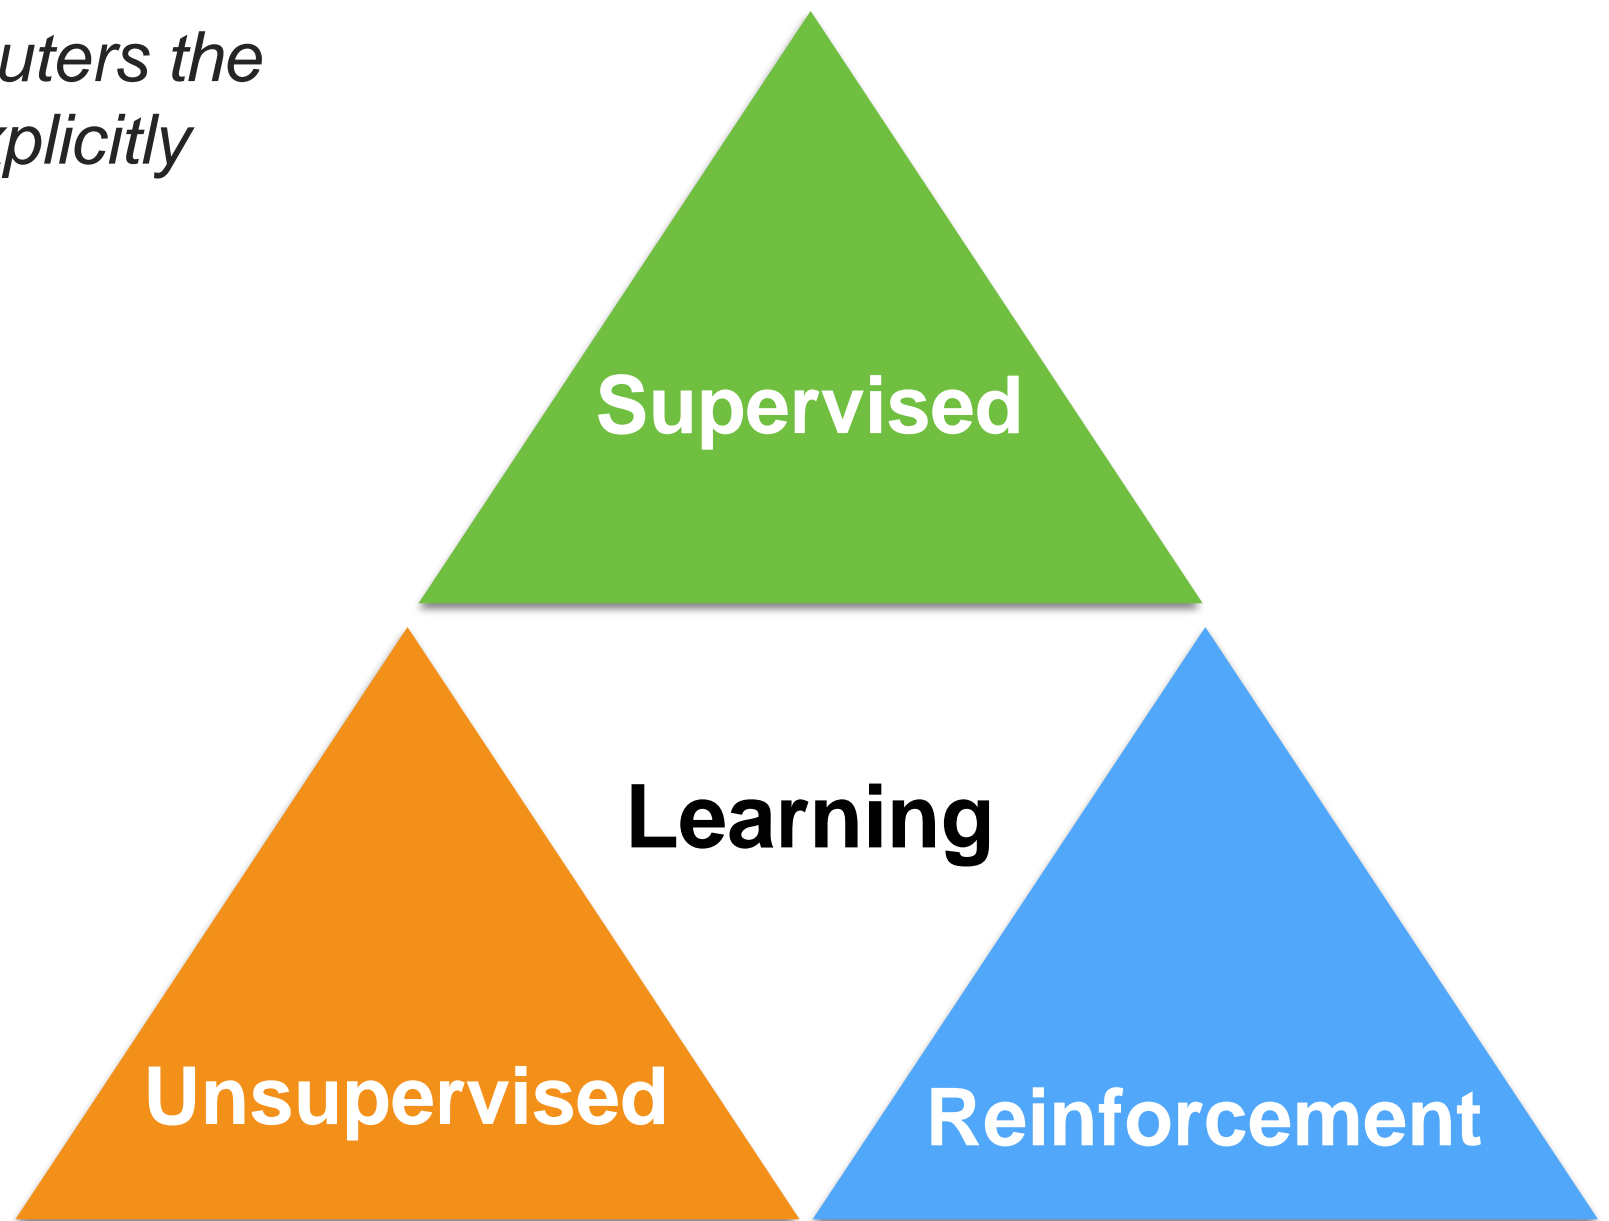 uters the
plicitly
Supervised
Learning
Unsupervised
Reinforcement